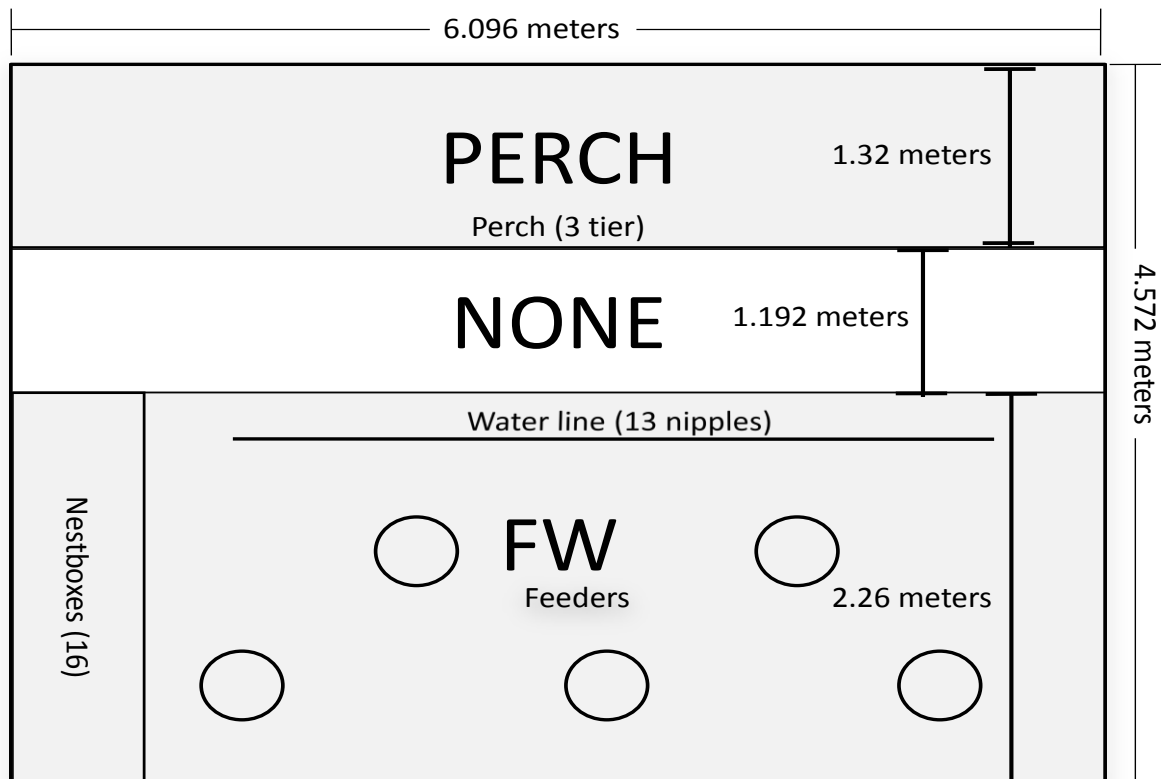 6.096 meters
PERCH
1.32 meters
Perch (3 tier)
NONE
1.192 meters
4.572 meters
Water line (13 nipples)
Nestboxes (16)
FW
Feeders
2.26 meters